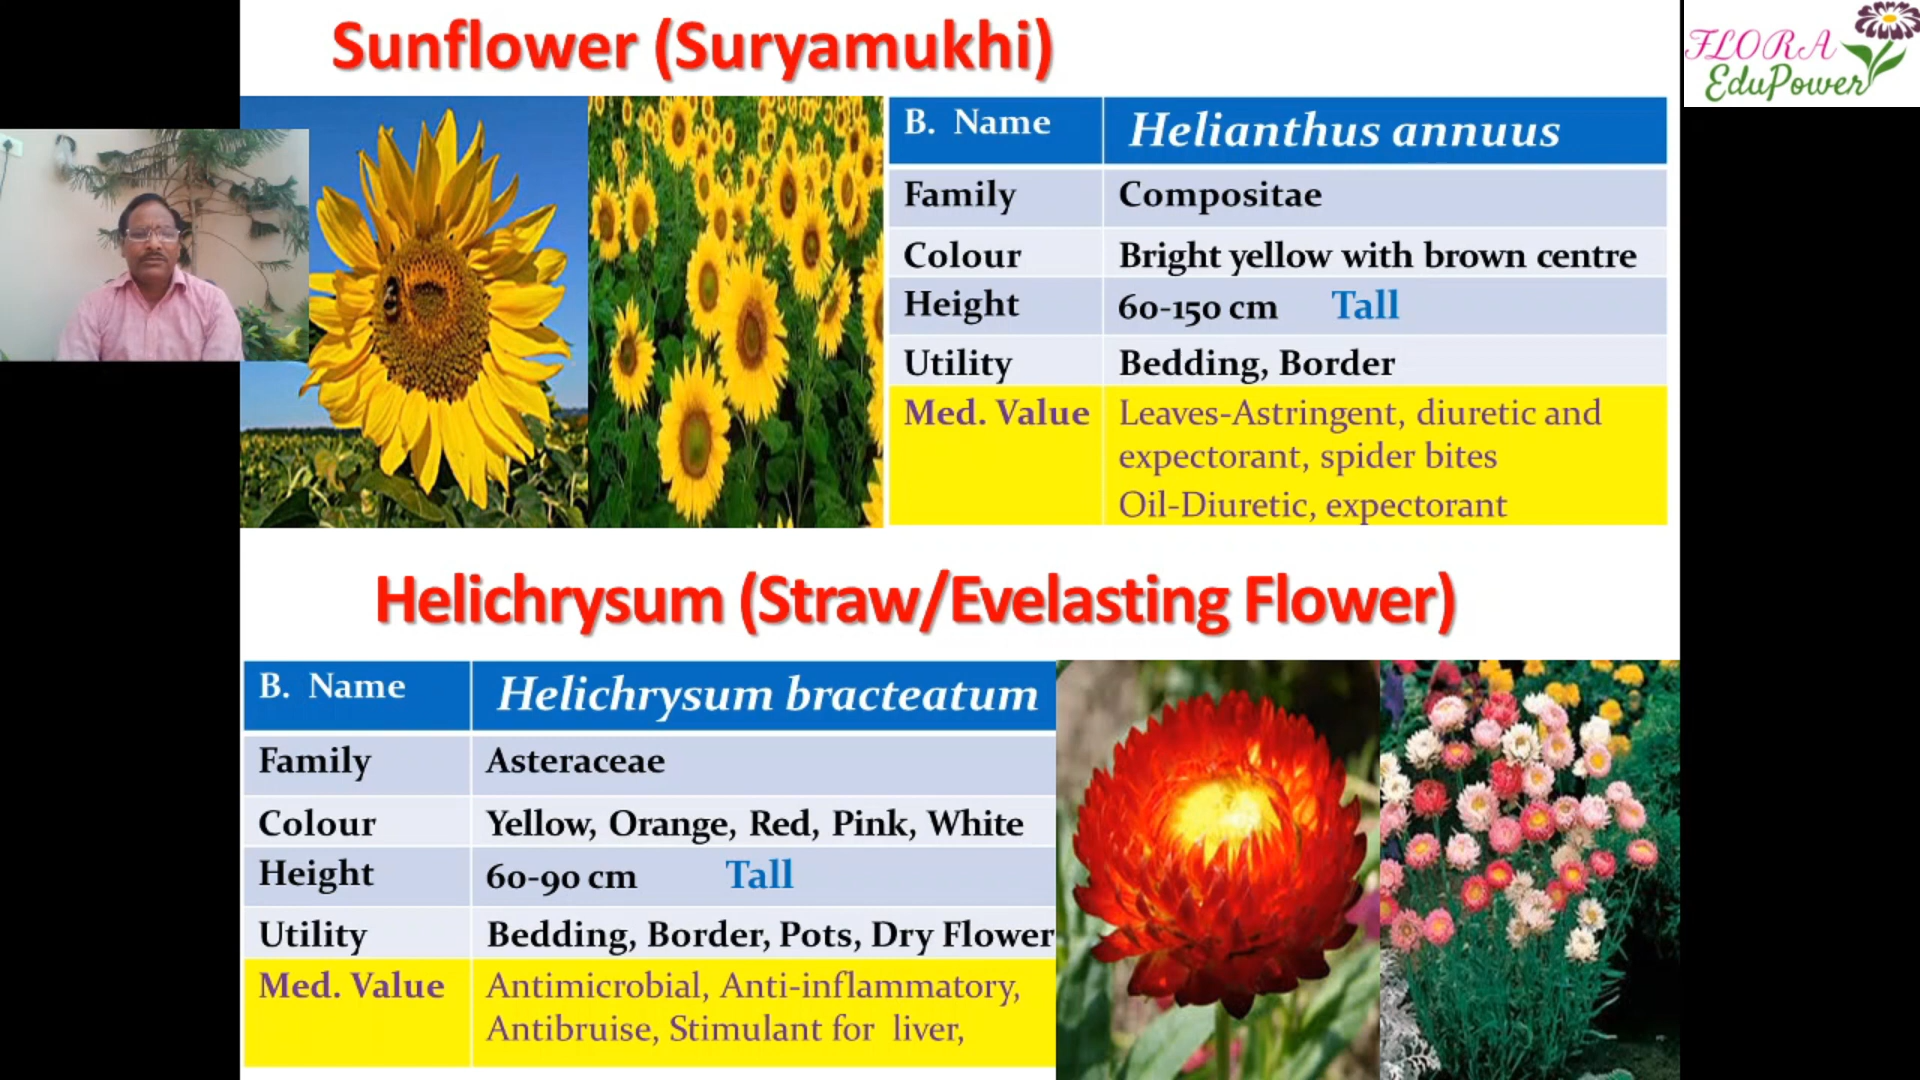 Sunflower (Suryamukhi)
FLORA
EduPower
B. Name Helianthus annuus
Family Compositae
Colour Bright yellow with brown centre
Height 60-150 cm Tall
Utility Bedding, Border
Med. Value Leaves-Astringent, diuretic and
expectorant, spider bites
Oil-Diuretic, expectorant
Helichrysum (Straw/Evelasting Flower)
B. Name Helichrysum bracteatum
Family Asteraceae
Colour Yellow, Orange, Red, Pink, White
Height 60-90 cm Tall
Utility Bedding, Border, Pots, Dry Flower
Med. Value Antimicrobial, Anti-inflammatory,
Antibruise, Stimulant for liver,